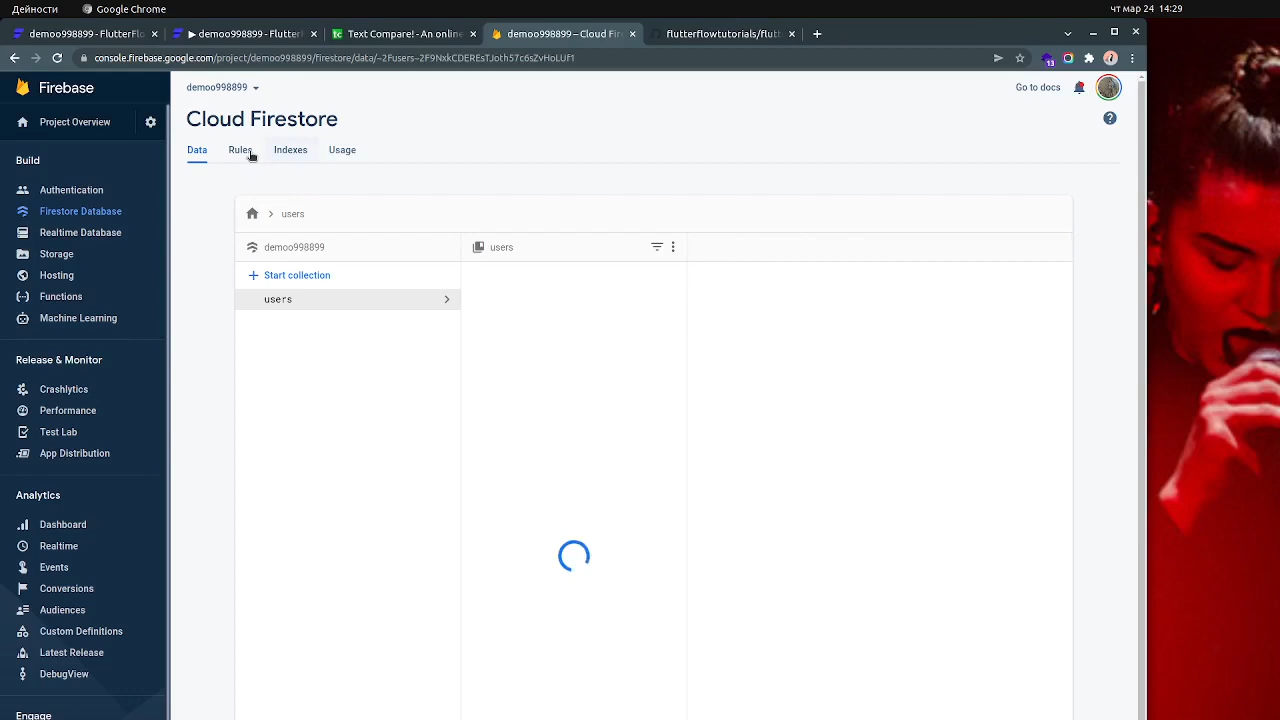 Дейности
Google Chrome
чт мар 24 14:29
demoo998899 - FlutterFlo
▶ demoo998899 - Flutter
Text Compare! - An online
demoo998899 – Cloud Fire
flutterflowtutorials/flutt
console.firebase.google.com/project/demoo998899/firestore/data/~2Fusers~2F9NxkCDEREsTJoth57c6sZvHoLUf1
13
Firebase
demoo998899
Go to docs
Project Overview
Cloud Firestore
Data
Rules
Indexes
Usage
Build
Authentication
Firestore Database
Realtime Database
Storage
Hosting
Functions
Machine Learning
Release & Monitor
Crashlytics
Performance
Test Lab
App Distribution
Analytics
Dashboard
Realtime
Events
Conversions
Audiences
Custom Definitions
Latest Release
DebugView
Engage
users
demoo998899
users
Start collection
users